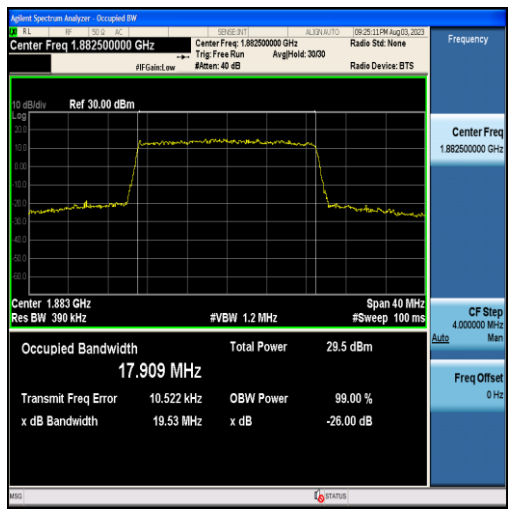 Agilent Spectrum Analyzer - Occupied BW
RL RF 50 Ω AC SENSE:INT ALIGN AUTO 09:25:11 PM Aug 03, 2023
Center Freq 1.882500000 GHz
Center Freq: 1.882500000 GHz
Radio Std: None
Trig: Free Run Avg|Hold: 30/30
#IFGain:Low
#Atten: 40 dB
Radio Device: BTS
Frequency
10 dB/div Ref 30.00 dBm
Log
20.0
10.0
0.00
-10.0
-20.0
-30.0
-40.0
-50.0
-60.0
Center 1.883 GHz
Span 40 MHz
Res BW 390 kHz
#VBW 1.2 MHz
#Sweep 100 ms
Center Freq
1.882500000 GHz
CF Step
4.000000 MHz
Auto Man
Freq Offset
0 Hz
Occupied Bandwidth
Total Power 29.5 dBm
17.909 MHz
Transmit Freq Error 10.522 kHz
OBW Power 99.00 %
x dB Bandwidth 19.53 MHz
x dB -26.00 dB
MSG
STATUS